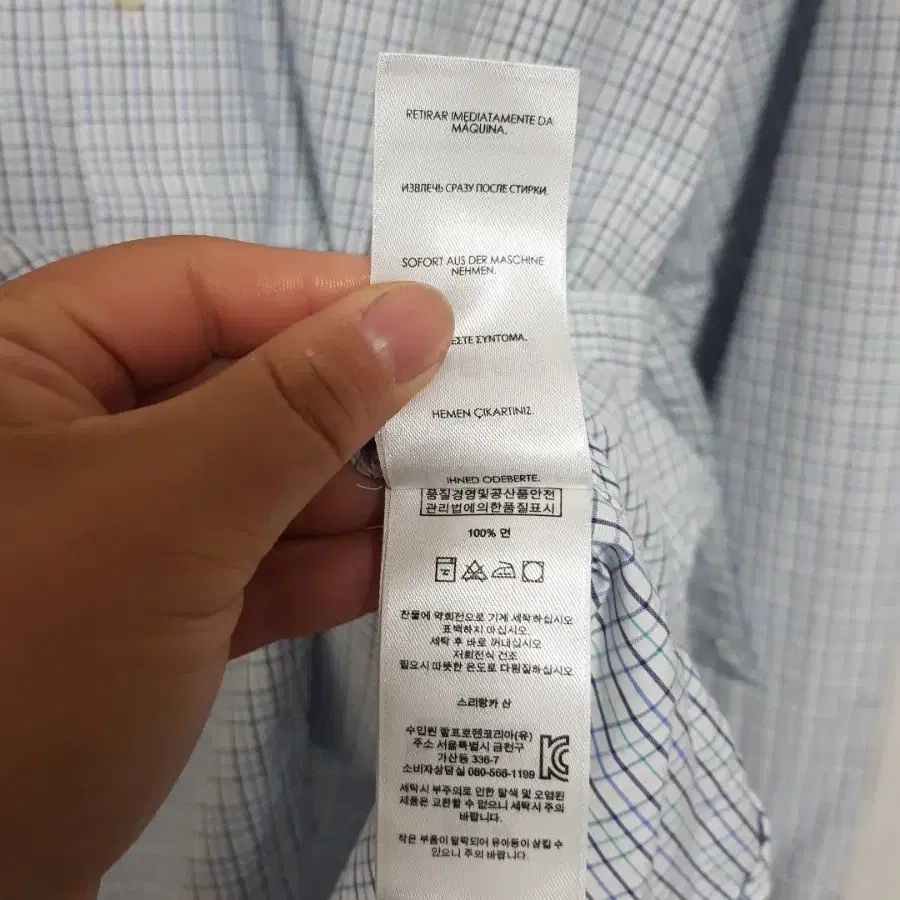 RETIRAR IMEDIATAMENTE DA
MÁQUINA.
ИЗВЛЕЧЬ СРАЗУ ПОСЛЕ СТИРКИ.
SOFORT AUS DER MASCHINE
NEHMEN.
ΣΥΝΤΟΜΑ.
HEMEN ÇIKARTINIZ.
IHNED ODEBERTE.
품질경영및공산품안전
관리법에의한품질표시
100% 면
찬물에 약회전으로 기계 세탁하십시오
표백하지 마십시오.
세탁 후 바로 꺼내십시오
저회전식 건조
필요시 따뜻한 온도로 다림질하십시오
스리랑카 산
수입원 랄프로렌코리아(유)
주소 서울특별시 금천구
가산동 336-7
소비자상담실 080-566-1199
세탁시 부주의로 인한 탈색 및 오염된
제품은 교환할 수 없으니 세탁시 주의
바랍니다.
작은 부품이 탈락되어 유아등이 삼킬 수
있으니 주의 바랍니다.